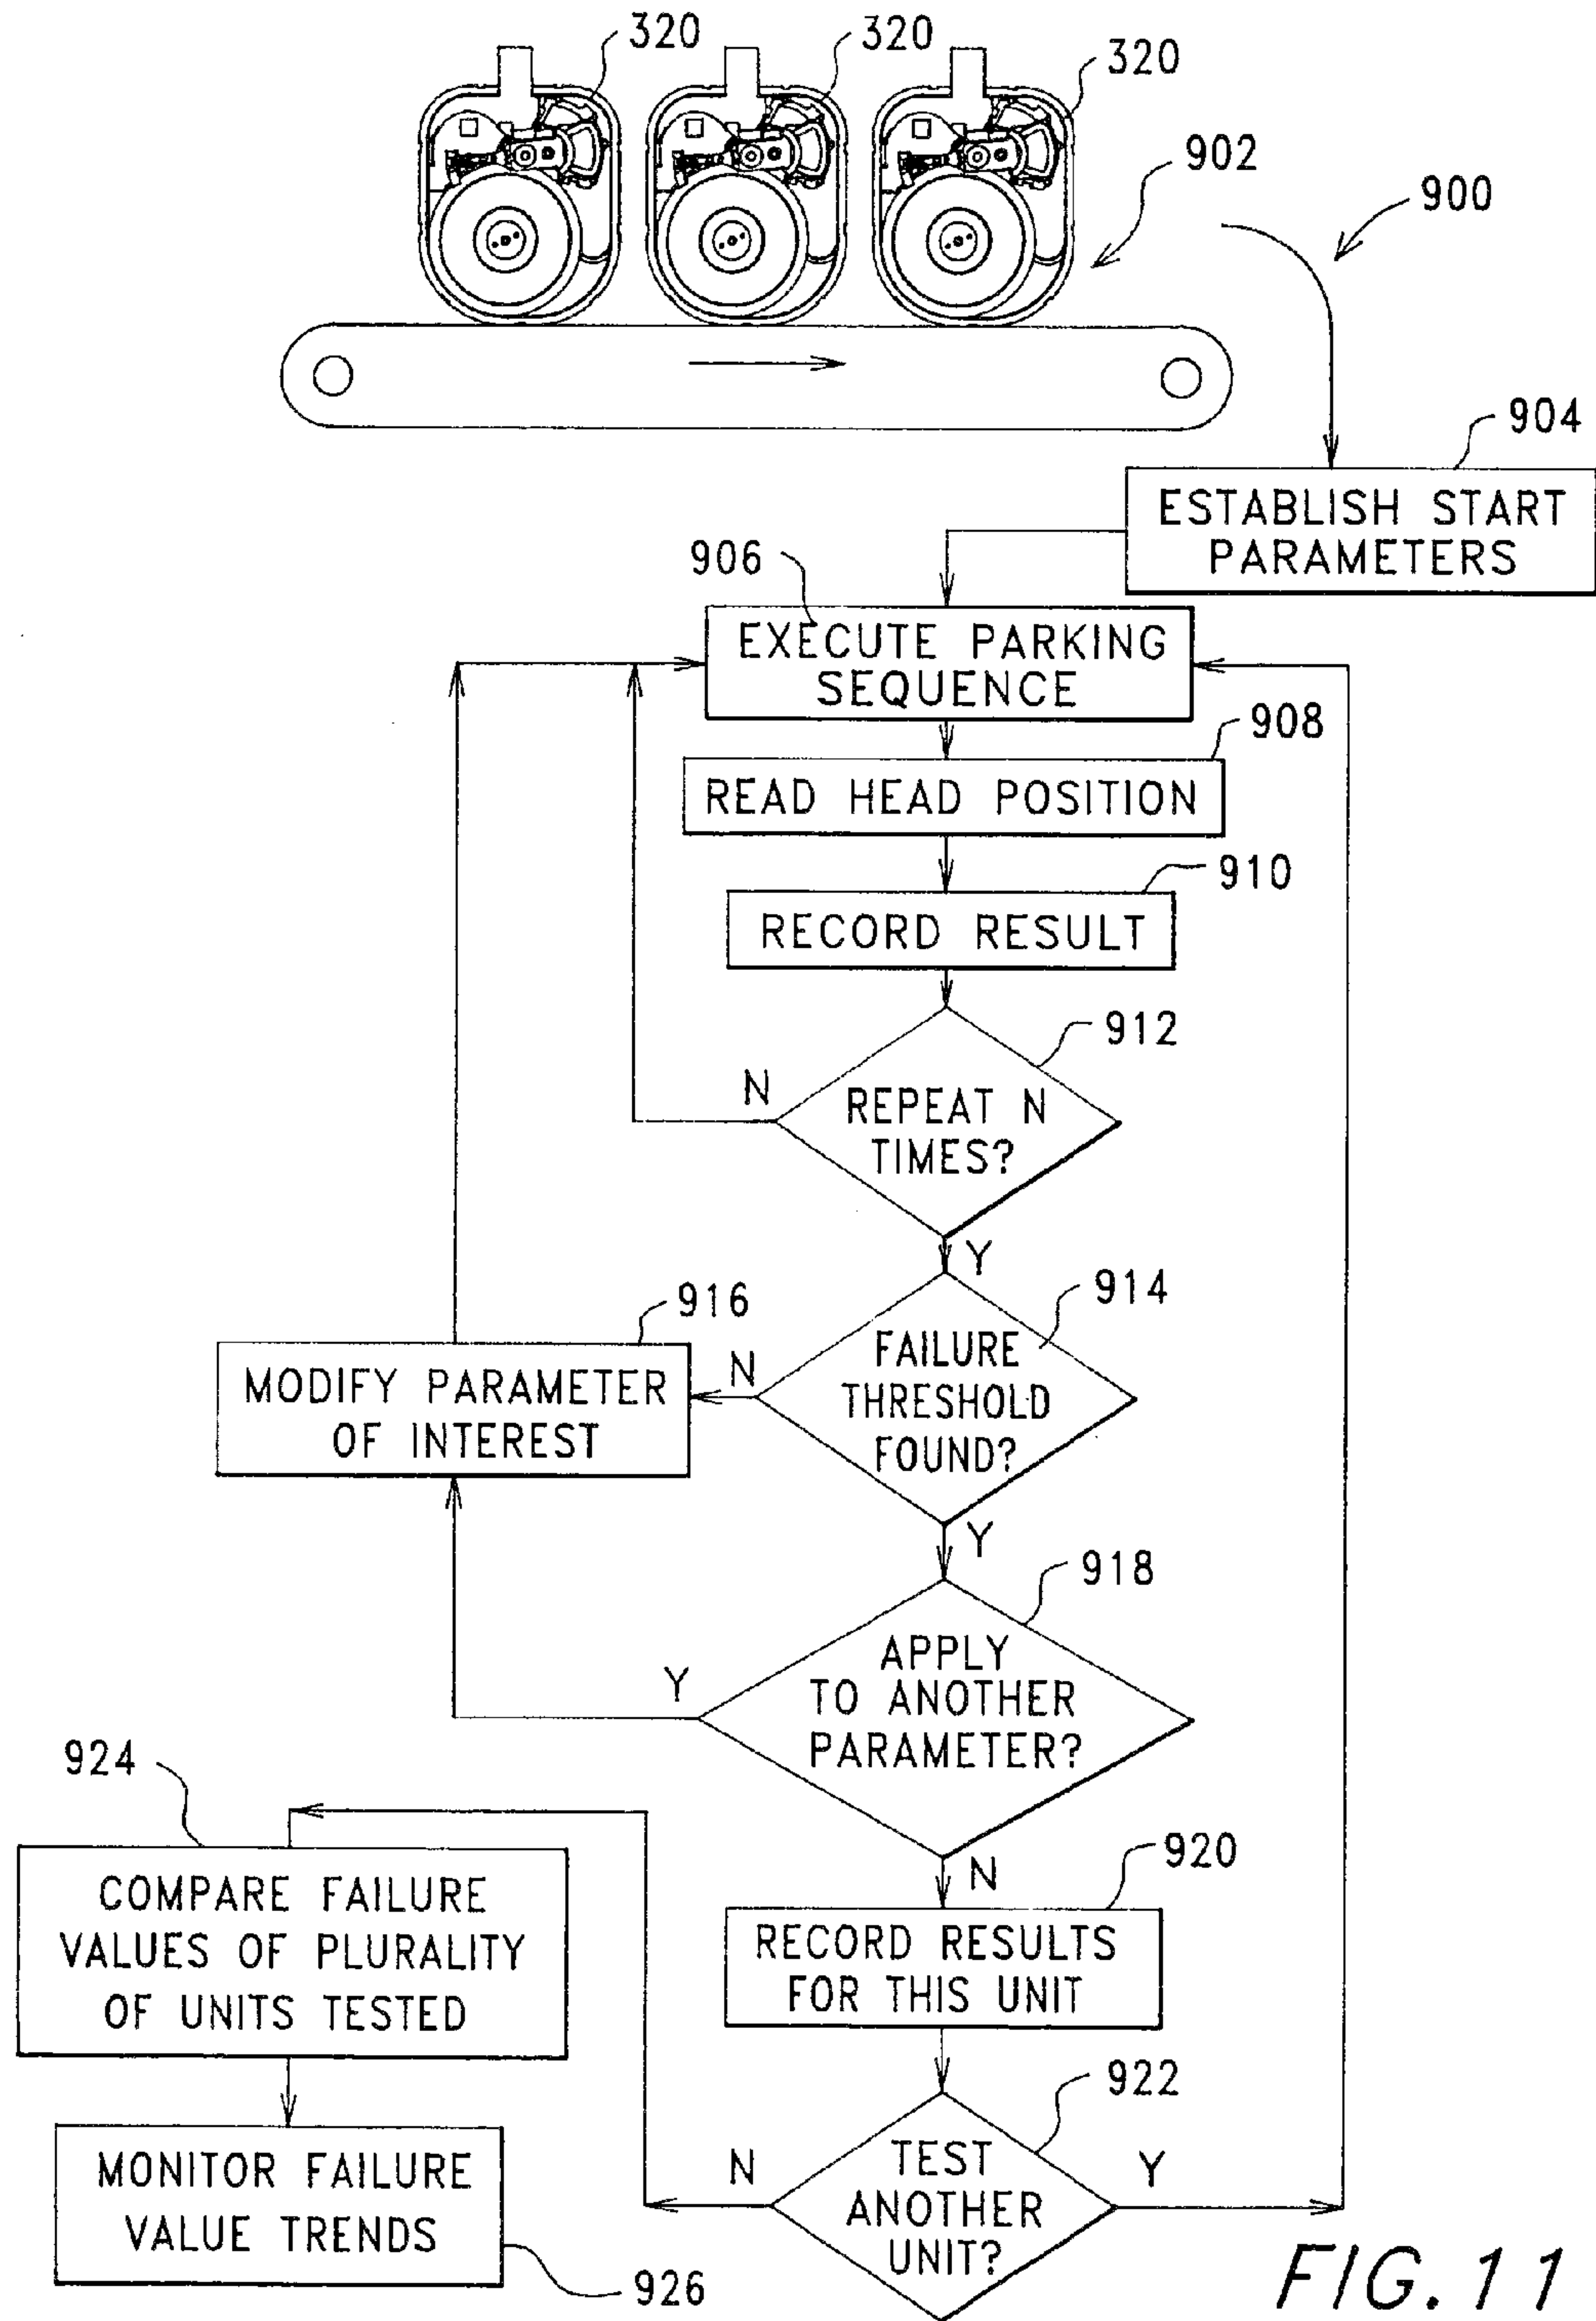 320
320
320
902
900
904
ESTABLISH START
PARAMETERS
906
EXECUTE PARKING
SEQUENCE
908
READ HEAD POSITION
910
RECORD RESULT
912
N
REPEAT N
TIMES?
Y
914
916
FAILURE
THRESHOLD
FOUND?
N
MODIFY PARAMETER
OF INTEREST
Y
918
APPLY
TO ANOTHER
PARAMETER?
Y
924
N
920
COMPARE FAILURE
VALUES OF PLURALITY
OF UNITS TESTED
RECORD RESULTS
FOR THIS UNIT
922
TEST
ANOTHER
UNIT?
N
Y
MONITOR FAILURE
VALUE TRENDS
926
FIG. 11